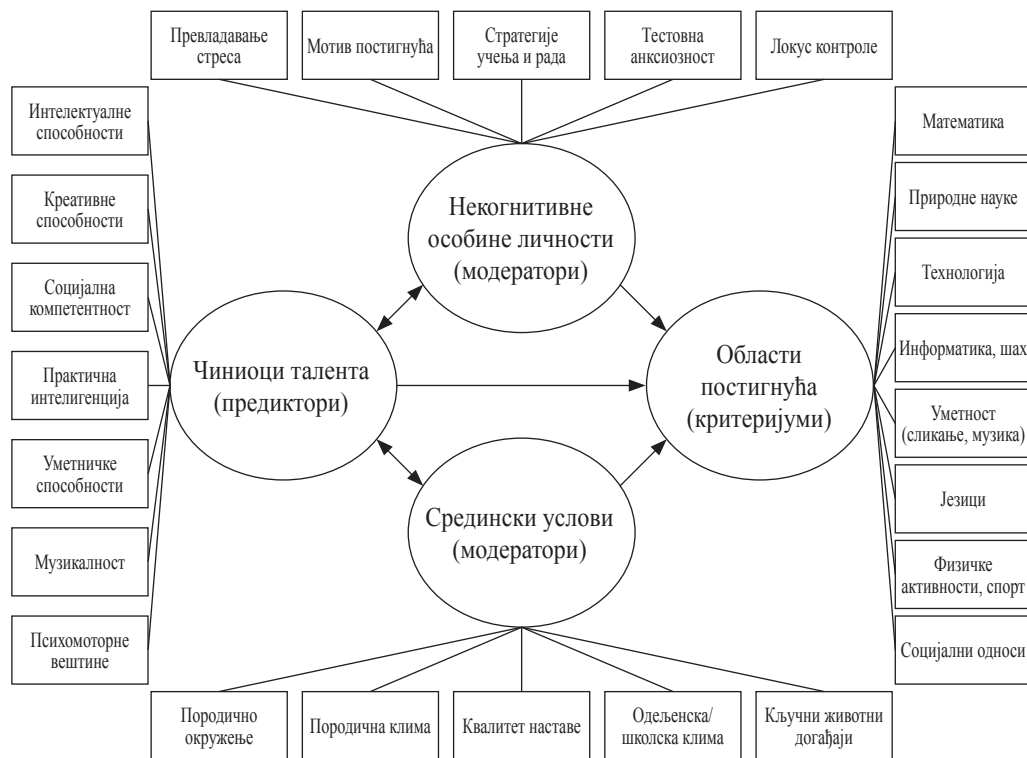 Превладавање
стреса
Мотив постигнућа
Стратегије
учења и рада
Тестовна
анксиозност
Локус контроле
Интелектуалне
способности
Креативне
способности
Социјална
компетентност
Практична
интелигенција
Уметничке
способности
Музикалност
Психомоторне
вештине
Некогнитивне
особине личности
(модератори)
Чиниоци талента
(предиктори)
Области
постигнућа
(критеријуми)
Средински услови
(модератори)
Математика
Природне науке
Технологија
Информатика, шах
Уметност
(сликање, музика)
Језици
Физичке
активности, спорт
Социјални односи
Породично
окружење
Породична клима
Квалитет наставе
Одељенска/
школска клима
Кључни животни
догађаји